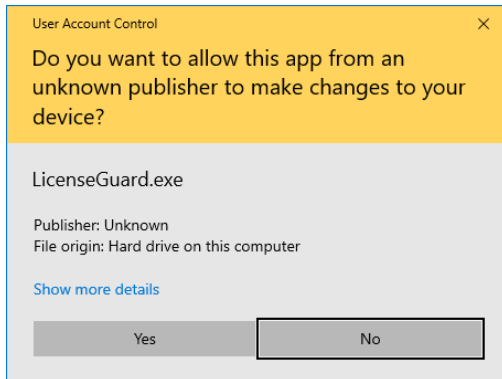 User Account Control
Do you want to allow this app from an
unknown publisher to make changes to your
device?
LicenseGuard.exe
Publisher: Unknown
File origin: Hard drive on this computer
Show more details
Yes
No